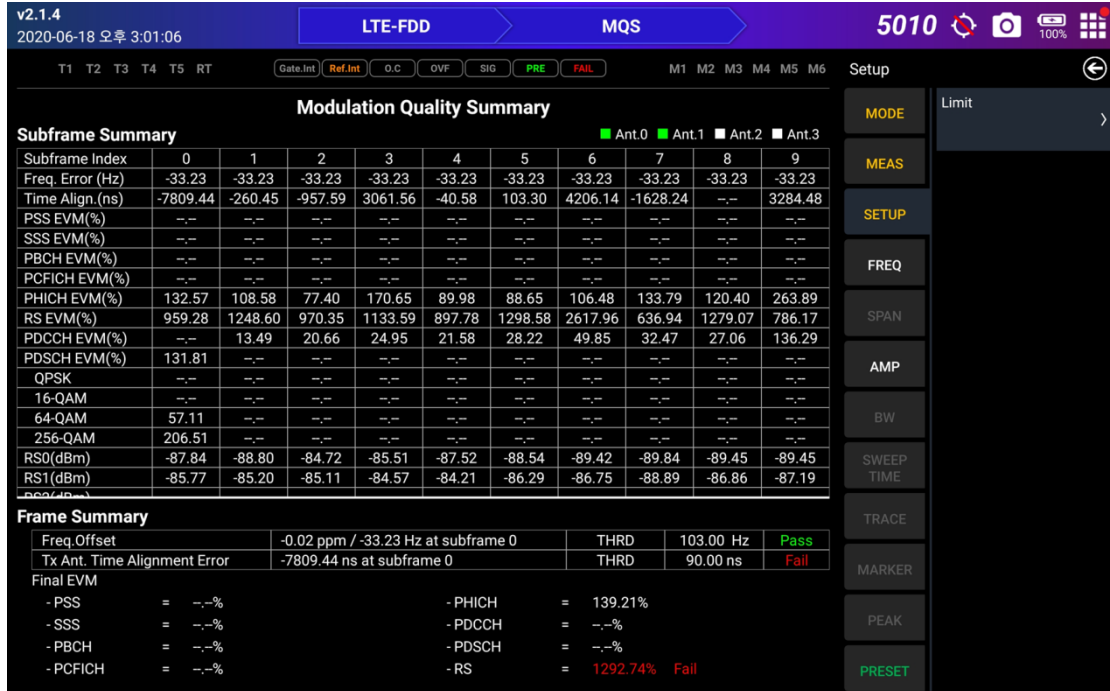 v2.1.4
2020-06-18 오후 3:01:06
LTE-FDD MQS
5010 100%
T1 T2 T3 T4 T5 RT Gate.Int Ref.Int O.C OVF SIG PRE FAIL M1 M2 M3 M4 M5 M6
Setup
Modulation Quality Summary
Subframe Summary Ant.0 Ant.1 Ant.2 Ant.3
Subframe Index 0 1 2 3 4 5 6 7 8 9
Freq. Error (Hz) -33.23 -33.23 -33.23 -33.23 -33.23 -33.23 -33.23 -33.23 -33.23 -33.23
Time Align.(ns) -7809.44 -260.45 -957.59 3061.56 -40.58 103.30 4206.14 -1628.24 --.-- 3284.48
PSS EVM(%) --.-- --.-- --.-- --.-- --.-- --.-- --.-- --.-- --.-- --.--
SSS EVM(%) --.-- --.-- --.-- --.-- --.-- --.-- --.-- --.-- --.-- --.--
PBCH EVM(%) --.-- --.-- --.-- --.-- --.-- --.-- --.-- --.-- --.-- --.--
PCFICH EVM(%) --.-- --.-- --.-- --.-- --.-- --.-- --.-- --.-- --.-- --.--
PHICH EVM(%) 132.57 108.58 77.40 170.65 89.98 88.65 106.48 133.79 120.40 263.89
RS EVM(%) 959.28 1248.60 970.35 1133.59 897.78 1298.58 2617.96 636.94 1279.07 786.17
PDCCH EVM(%) --.-- 13.49 20.66 24.95 21.58 28.22 49.85 32.47 27.06 136.29
PDSCH EVM(%) 131.81 --.-- --.-- --.-- --.-- --.-- --.-- --.-- --.-- --.--
QPSK --.-- --.-- --.-- --.-- --.-- --.-- --.-- --.-- --.-- --.--
16-QAM --.-- --.-- --.-- --.-- --.-- --.-- --.-- --.-- --.-- --.--
64-QAM 57.11 --.-- --.-- --.-- --.-- --.-- --.-- --.-- --.-- --.--
256-QAM 206.51 --.-- --.-- --.-- --.-- --.-- --.-- --.-- --.-- --.--
RS0(dBm) -87.84 -88.80 -84.72 -85.51 -87.52 -88.54 -89.42 -89.84 -89.45 -89.45
RS1(dBm) -85.77 -85.20 -85.11 -84.57 -84.21 -86.29 -86.75 -88.89 -86.86 -87.19
Frame Summary
Freq.Offset -0.02 ppm / -33.23 Hz at subframe 0 THRD 103.00 Hz Pass
Tx Ant. Time Alignment Error -7809.44 ns at subframe 0 THRD 90.00 ns Fail
Final EVM
- PSS = --.--% - PHICH = 139.21%
- SSS = --.--% - PDCCH = --.--%
- PBCH = --.--% - PDSCH = --.--%
- PCFICH = --.--% - RS = 1292.74% Fail
MODE
MEAS
SETUP
FREQ
SPAN
AMP
BW
SWEEP
TIME
TRACE
MARKER
PEAK
PRESET
Limit